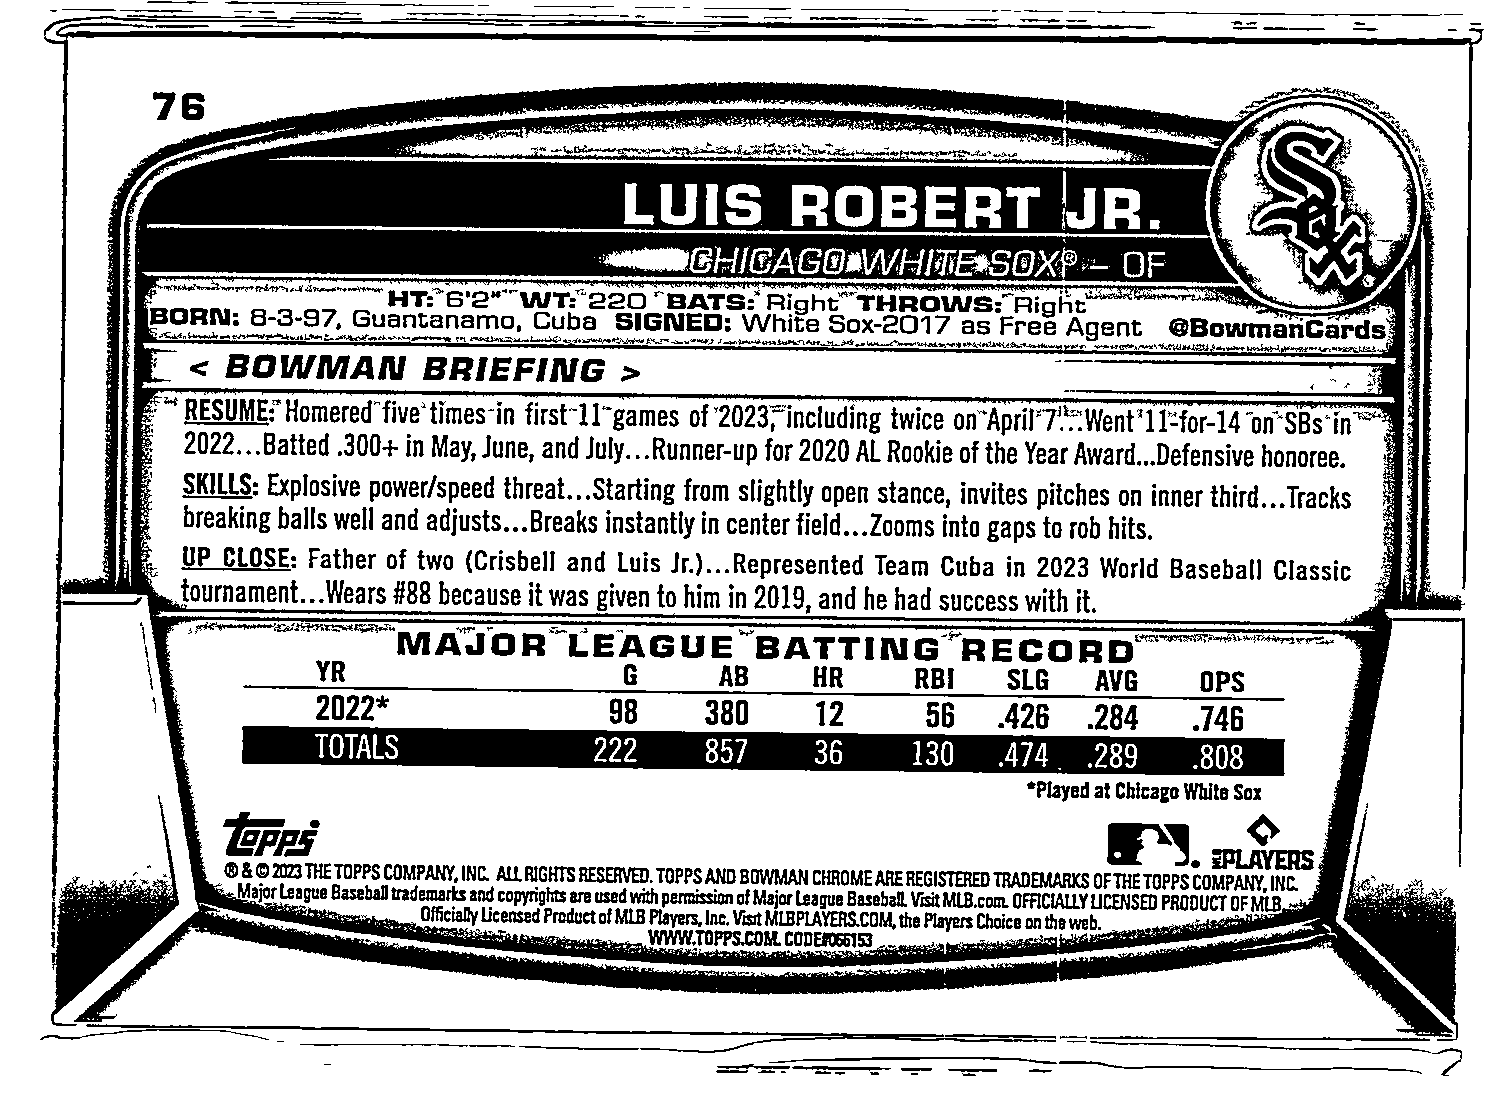 76
LUIS ROBERT JR.
CHICAGO WHITE SOX® – OF
Sox
HT: 6'2" WT: 220 BATS: Right THROWS: Right
BORN: 8-3-97, Guantanamo, Cuba SIGNED: White Sox-2017 as Free Agent @BowmanCards
< BOWMAN BRIEFING >
RESUME: Homered five times in first 11 games of 2023, including twice on April 7...Went 11-for-14 on SBs in
2022...Batted .300+ in May, June, and July...Runner-up for 2020 AL Rookie of the Year Award...Defensive honoree.
SKILLS: Explosive power/speed threat...Starting from slightly open stance, invites pitches on inner third...Tracks
breaking balls well and adjusts...Breaks instantly in center field...Zooms into gaps to rob hits.
UP CLOSE: Father of two (Crisbell and Luis Jr.)...Represented Team Cuba in 2023 World Baseball Classic
tournament...Wears #88 because it was given to him in 2019, and he had success with it.
MAJOR LEAGUE BATTING RECORD
YR G AB HR RBI SLG AVG OPS
2022* 98 380 12 56 .426 .284 .746
TOTALS 222 857 36 130 .474 .289 .808
*Played at Chicago White Sox
topps
PLAYERS
® & © 2023 THE TOPPS COMPANY, INC. ALL RIGHTS RESERVED. TOPPS AND BOWMAN CHROME ARE REGISTERED TRADEMARKS OF THE TOPPS COMPANY, INC.
Major League Baseball trademarks and copyrights are used with permission of Major League Baseball. Visit MLB.com. OFFICIALLY LICENSED PRODUCT OF MLB
Officially Licensed Product of MLB Players, Inc. Visit MLBPLAYERS.COM, the Players Choice on the web.
WWW.TOPPS.COM. CODE#066153